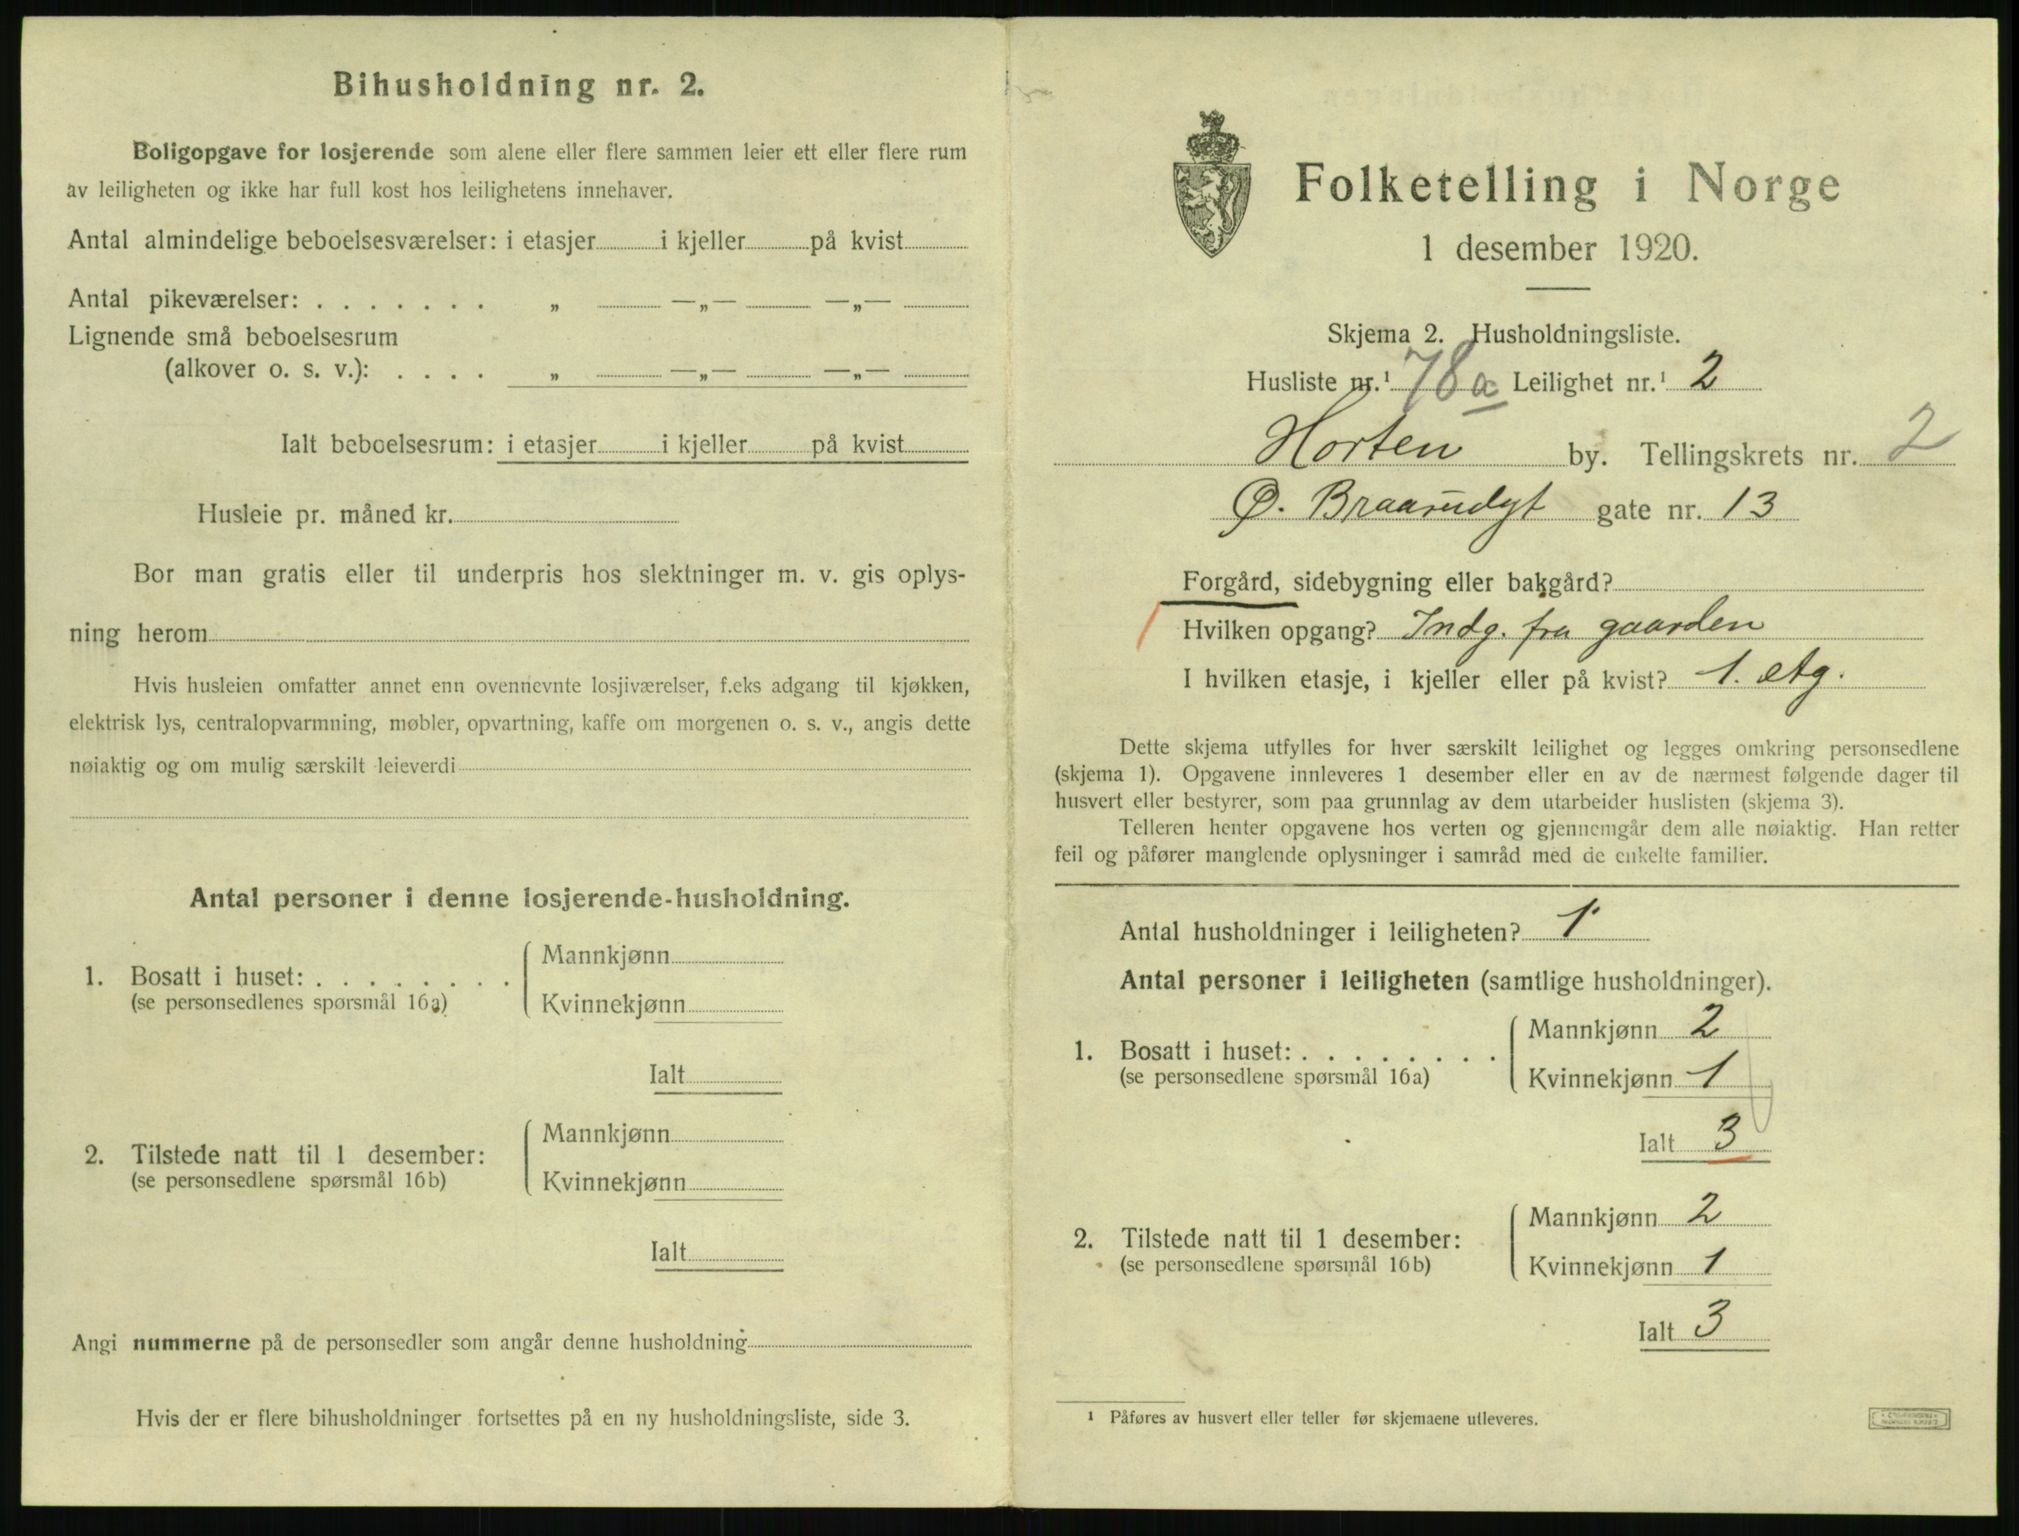 Bihusholdning nr. 2.
Boligopgave for losjerende som alene eller flere sammen leier ett eller flere rum
av leiligheten og ikke har full kost hos leilighetens innehaver.
Antal almindelige beboelsesværelser: i etasjer i kjeller på kvist
Antal pikeværelser: . . . . . . . „ —„— —„—
Lignende små beboelsesrum
(alkover o. s. v.): . . . . „ —„— —„—
Ialt beboelsesrum: i etasjer i kjeller på kvist
Husleie pr. måned kr.
Bor man gratis eller til underpris hos slektninger m. v. gis oplys-
ning herom
Hvis husleien omfatter annet enn ovennevnte losjiværelser, f.eks adgang til kjøkken,
elektrisk lys, centralopvarmning, møbler, opvartning, kaffe om morgenen o. s. v., angis dette
nøiaktig og om mulig særskilt leieverdi
Antal personer i denne losjerende-husholdning.
1. Bosatt i huset: . . . . . . . .
(se personsedlenes spørsmål 16a)
Mannkjønn
Kvinnekjønn
Ialt
2. Tilstede natt til 1 desember:
(se personsedlene spørsmål 16b)
Mannkjønn
Kvinnekjønn
Ialt
Angi nummerne på de personsedler som angår denne husholdning
Hvis der er flere bihusholdninger fortsettes på en ny husholdningsliste, side 3.
Folketelling i Norge
1 desember 1920.
Skjema 2. Husholdningsliste.
Husliste nr.¹ 78a Leilighet nr.¹ 2
Horten by. Tellingskrets nr. 2
Ø. Braarudgt gate nr. 13
Forgård, sidebygning eller bakgård?
Hvilken opgang? Indg. fra gaarden
I hvilken etasje, i kjeller eller på kvist? 1. etg.
Dette skjema utfylles for hver særskilt leilighet og legges omkring personsedlene
(skjema 1). Opgavene innleveres 1 desember eller en av de nærmest følgende dager til
husvert eller bestyrer, som paa grunnlag av dem utarbeider huslisten (skjema 3).
Telleren henter opgavene hos verten og gjennemgår dem alle nøiaktig. Han retter
feil og påfører manglende oplysninger i samråd med de enkelte familier.
Antal husholdninger i leiligheten? 1
Antal personer i leiligheten (samtlige husholdninger).
1. Bosatt i huset: . . . . . . . .
(se personsedlene spørsmål 16a)
Mannkjønn 2
Kvinnekjønn 1
Ialt 3
2. Tilstede natt til 1 desember:
(se personsedlene spørsmål 16b)
Mannkjønn 2
Kvinnekjønn 1
Ialt 3
¹ Påføres av husvert eller teller før skjemaene utleveres.